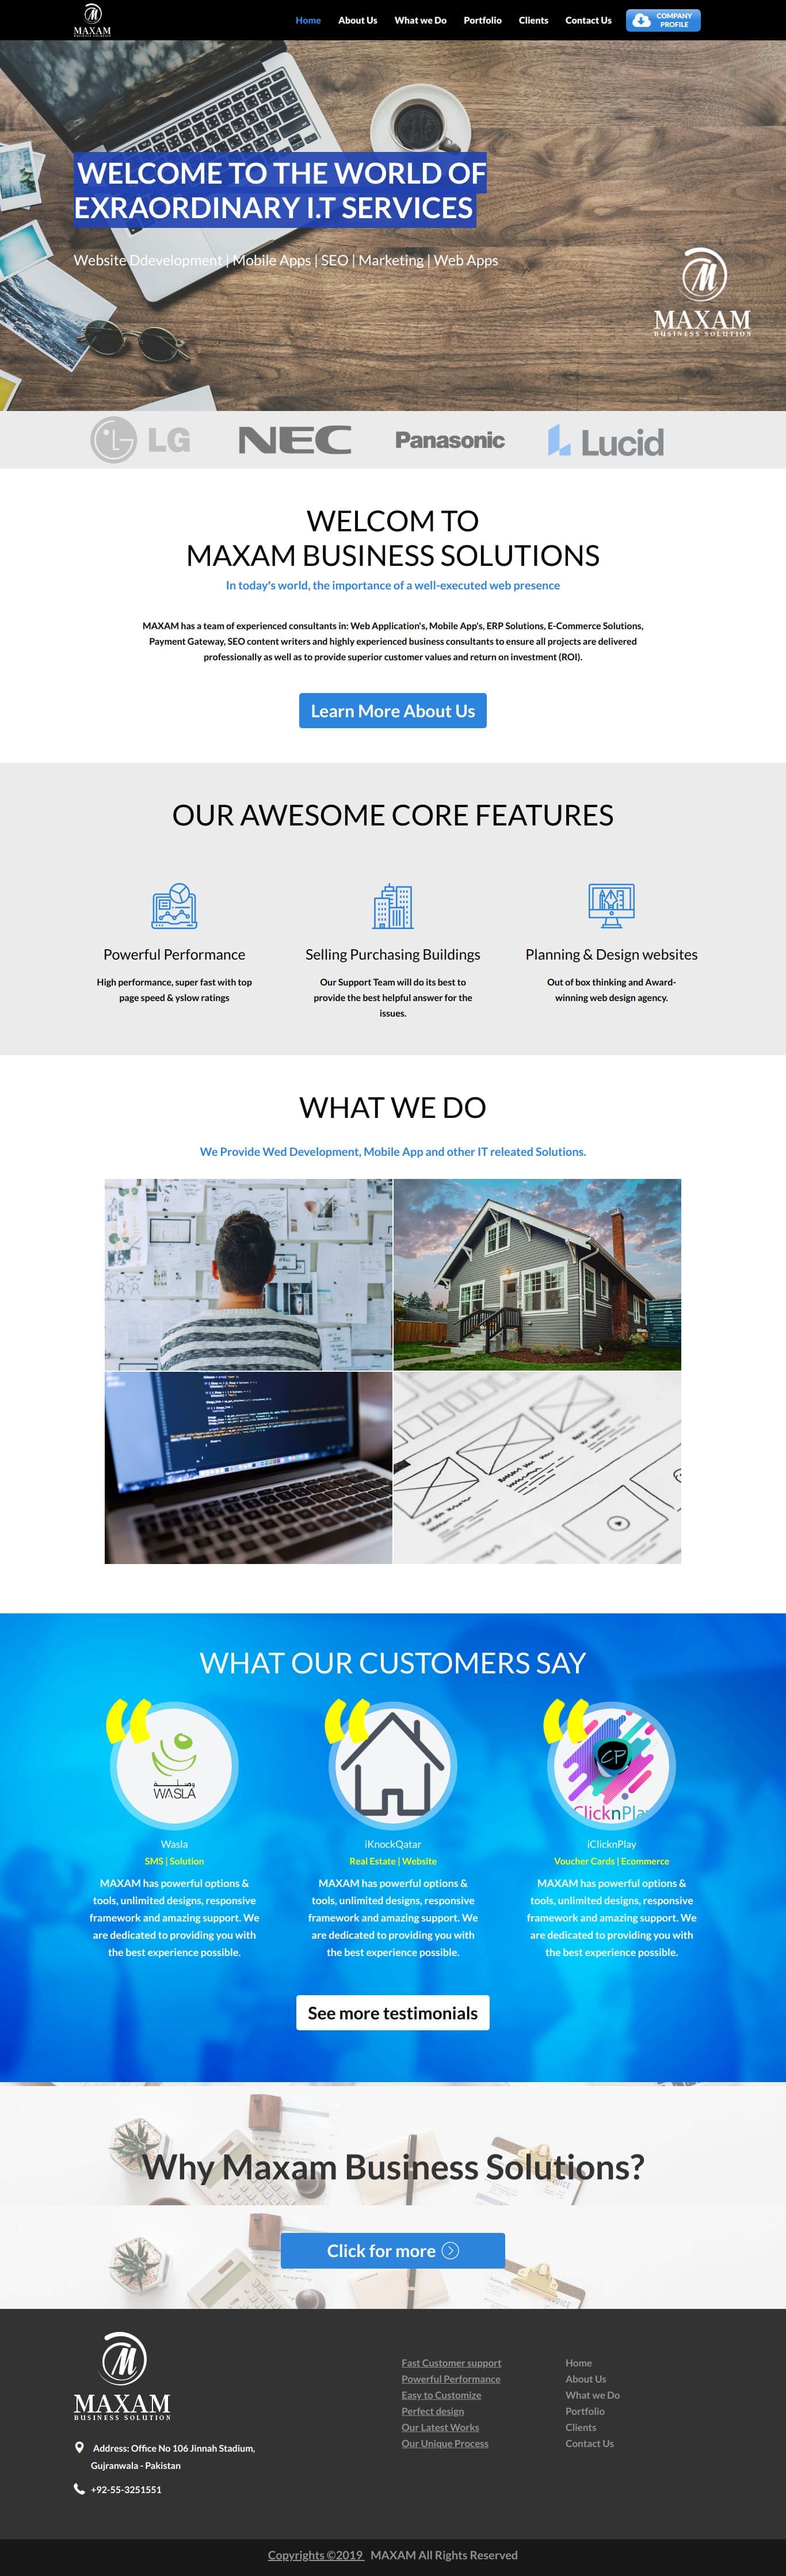 MAXAM
BUSINESS SOLUTION
Home About Us What we Do Portfolio Clients Contact Us COMPANY PROFILE
WELCOME TO THE WORLD OF
EXRAORDINARY I.T SERVICES
Website Ddevelopment | Mobile Apps | SEO | Marketing | Web Apps
MAXAM
BUSINESS SOLUTION
LG NEC Panasonic Lucid
WELCOM TO
MAXAM BUSINESS SOLUTIONS
In today's world, the importance of a well-executed web presence
MAXAM has a team of experienced consultants in: Web Application's, Mobile App's, ERP Solutions, E-Commerce Solutions,
Payment Gateway, SEO content writers and highly experienced business consultants to ensure all projects are delivered
professionally as well as to provide superior customer values and return on investment (ROI).
Learn More About Us
OUR AWESOME CORE FEATURES
Powerful Performance
High performance, super fast with top
page speed & yslow ratings
Selling Purchasing Buildings
Our Support Team will do its best to
provide the best helpful answer for the
issues.
Planning & Design websites
Out of box thinking and Award-
winning web design agency.
WHAT WE DO
We Provide Wed Development, Mobile App and other IT releated Solutions.
WHAT OUR CUSTOMERS SAY
وصلة
WASLA
Wasla
SMS | Solution
MAXAM has powerful options &
tools, unlimited designs, responsive
framework and amazing support. We
are dedicated to providing you with
the best experience possible.
iKnockQatar
Real Estate | Website
MAXAM has powerful options &
tools, unlimited designs, responsive
framework and amazing support. We
are dedicated to providing you with
the best experience possible.
CP
ClicknPla
iClicknPlay
Voucher Cards | Ecommerce
MAXAM has powerful options &
tools, unlimited designs, responsive
framework and amazing support. We
are dedicated to providing you with
the best experience possible.
See more testimonials
Why Maxam Business Solutions?
Click for more
MAXAM
BUSINESS SOLUTION
Address: Office No 106 Jinnah Stadium,
Gujranwala - Pakistan
+92-55-3251551
Fast Customer support
Powerful Performance
Easy to Customize
Perfect design
Our Latest Works
Our Unique Process
Home
About Us
What we Do
Portfolio
Clients
Contact Us
Copyrights ©2019 MAXAM All Rights Reserved